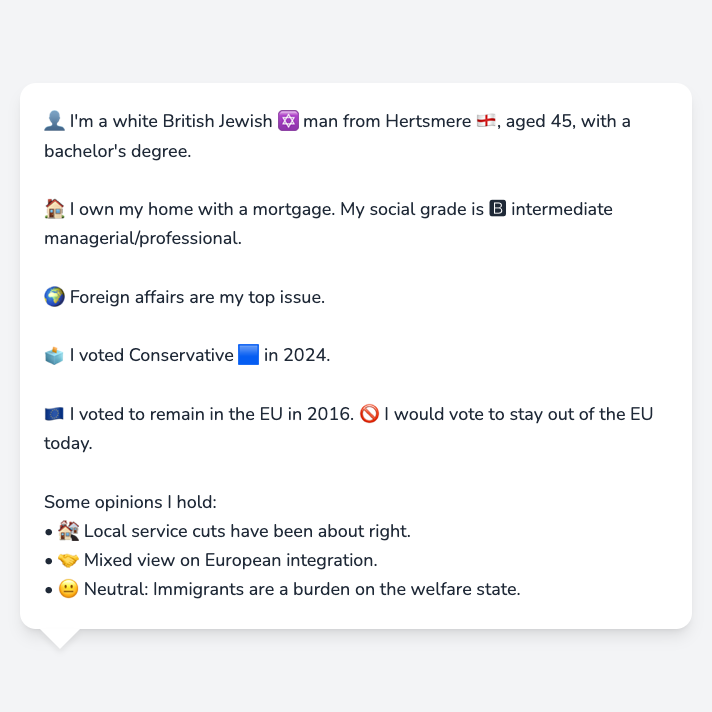 👤 I'm a white British Jewish ✡️ man from Hertsmere 🏴󠁧󠁢󠁥󠁮󠁧󠁿, aged 45, with a
bachelor's degree.
🏠 I own my home with a mortgage. My social grade is 🅱 intermediate
managerial/professional.
🌍 Foreign affairs are my top issue.
🗳️ I voted Conservative 🟦 in 2024.
🇪🇺 I voted to remain in the EU in 2016. 🚫 I would vote to stay out of the EU
today.
Some opinions I hold:
• 🏚️ Local service cuts have been about right.
• 🤝 Mixed view on European integration.
• 😐 Neutral: Immigrants are a burden on the welfare state.